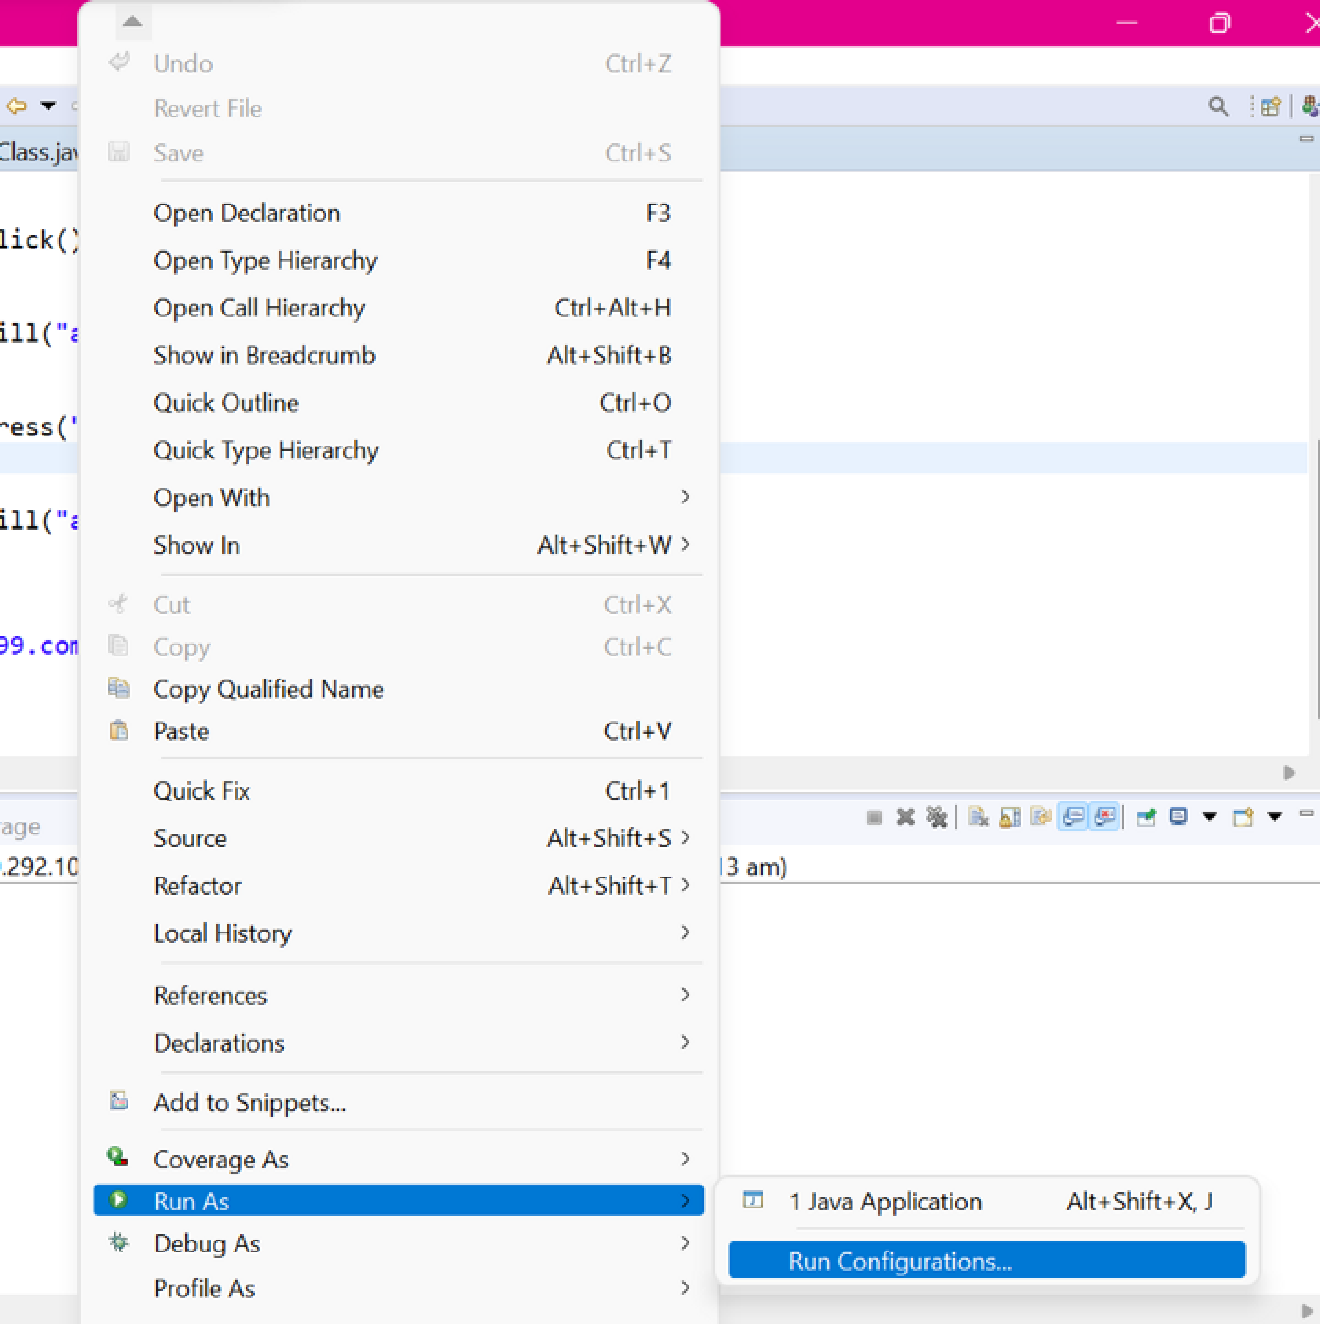 Undo Ctrl+Z
Revert File
Save Ctrl+S
Class.jav
Open Declaration F3
lick()
Open Type Hierarchy F4
Open Call Hierarchy Ctrl+Alt+H
ill("a
Show in Breadcrumb Alt+Shift+B
Quick Outline Ctrl+O
ress("
Quick Type Hierarchy Ctrl+T
Open With
ill("a
Show In Alt+Shift+W
Cut Ctrl+X
Copy Ctrl+C
99.com
Copy Qualified Name
Paste Ctrl+V
Quick Fix Ctrl+1
rage
Source Alt+Shift+S
.292.10
13 am)
Refactor Alt+Shift+T
Local History
References
Declarations
Add to Snippets...
Coverage As
Run As
1 Java Application Alt+Shift+X, J
Debug As
Run Configurations...
Profile As